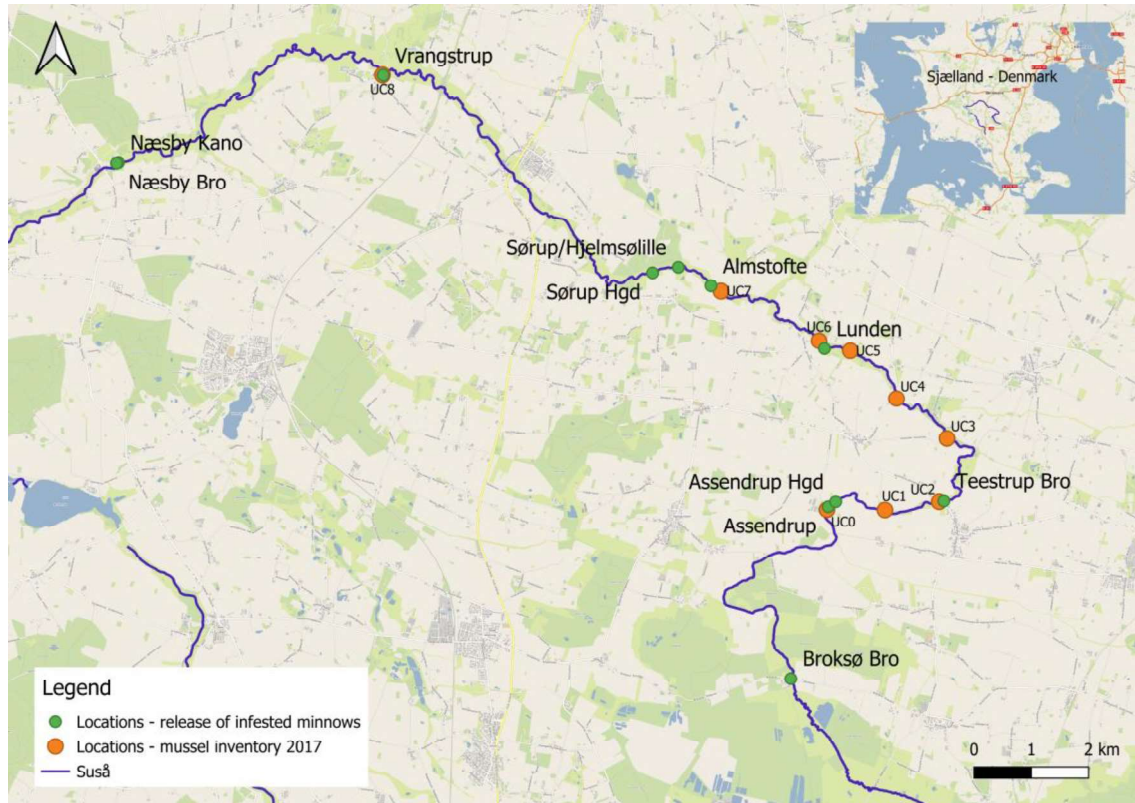 Vrangstrup
UC8
Sjælland - Denmark
Næsby Kano
Næsby Bro
Sørup/Hjelmsølille
Almstofte
Sørup Hgd
UC7
UC6
Lunden
UC5
UC4
UC3
Assendrup Hgd
UC2
Teestrup Bro
UC1
Assendrup
UC0
Broksø Bro
Legend
Locations - release of infested minnows
Locations - mussel inventory 2017
Suså
0 1 2 km